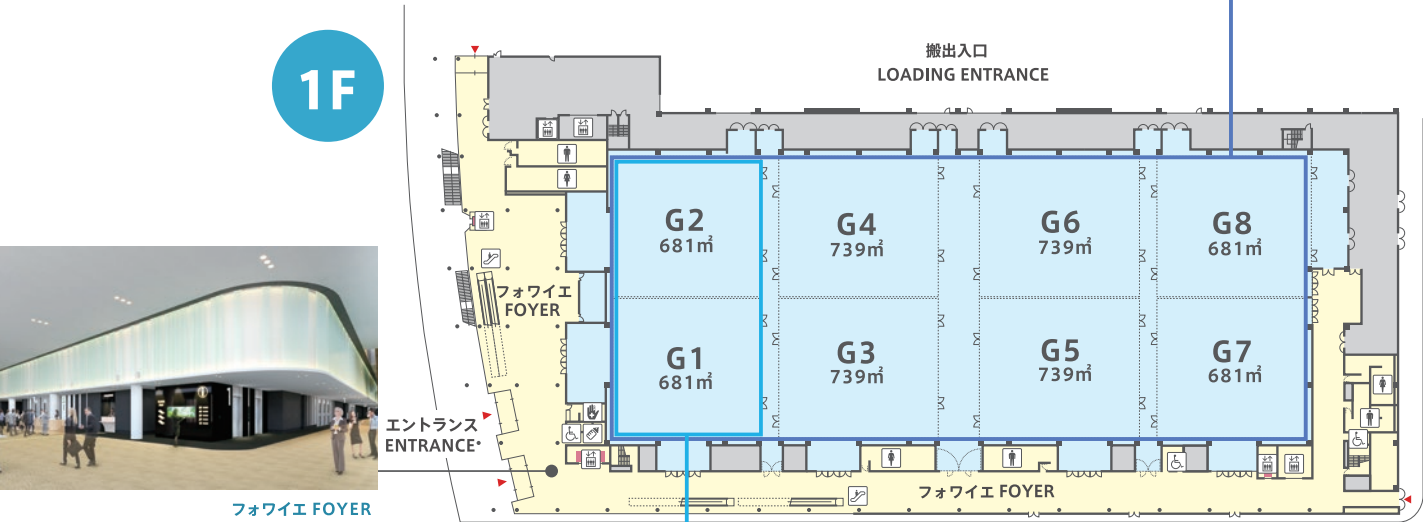 1F
搬出入口
LOADING ENTRANCE
G2
681㎡
G4
739㎡
G6
739㎡
G8
681㎡
フォワイエ
FOYER
G1
681㎡
G3
739㎡
G5
739㎡
G7
681㎡
エントランス
ENTRANCE
フォワイエ FOYER
フォワイエ FOYER